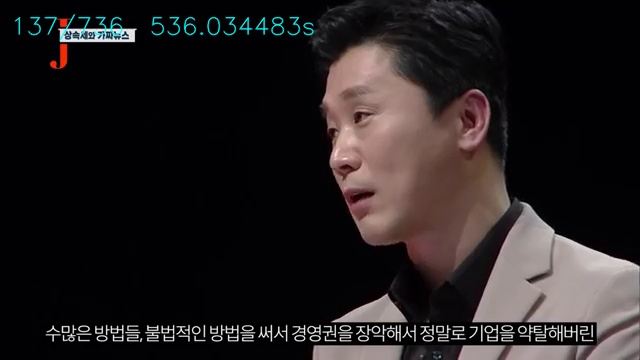 137/736 536.034483s
상속세와 가짜뉴스
j
수많은 방법들, 불법적인 방법을 써서 경영권을 장악해서 정말로 기업을 약탈해버린